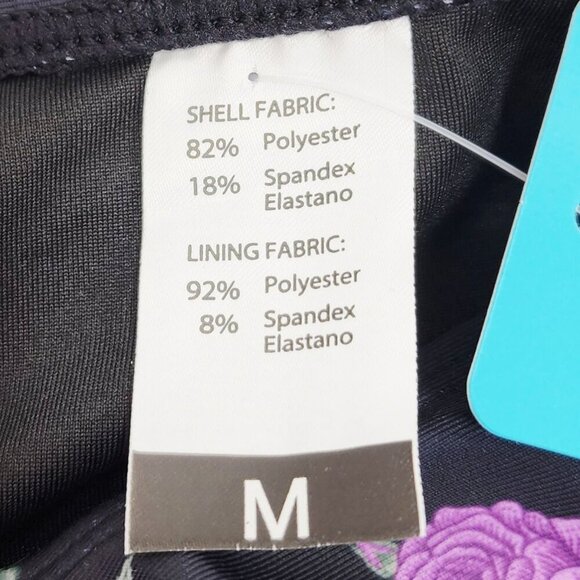 SHELL FABRIC:
82% Polyester
18% Spandex
Elastano
LINING FABRIC:
92% Polyester
8% Spandex
Elastano
M